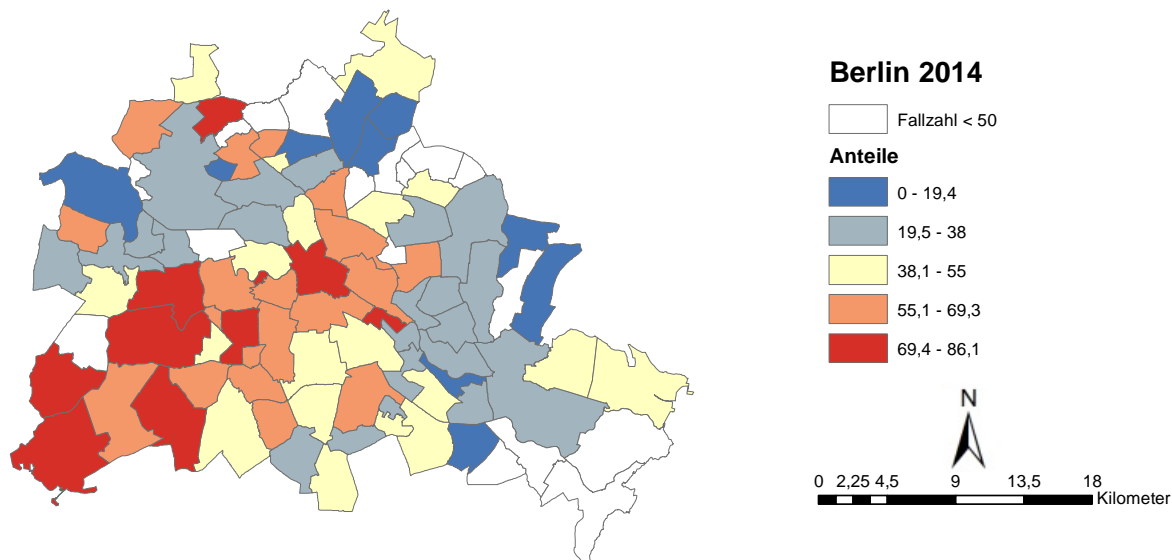 Berlin 2014
Fallzahl < 50
Anteile
0 - 19,4
19,5 - 38
38,1 - 55
55,1 - 69,3
69,4 - 86,1
N
0 2,25 4,5 9 13,5 18
Kilometer